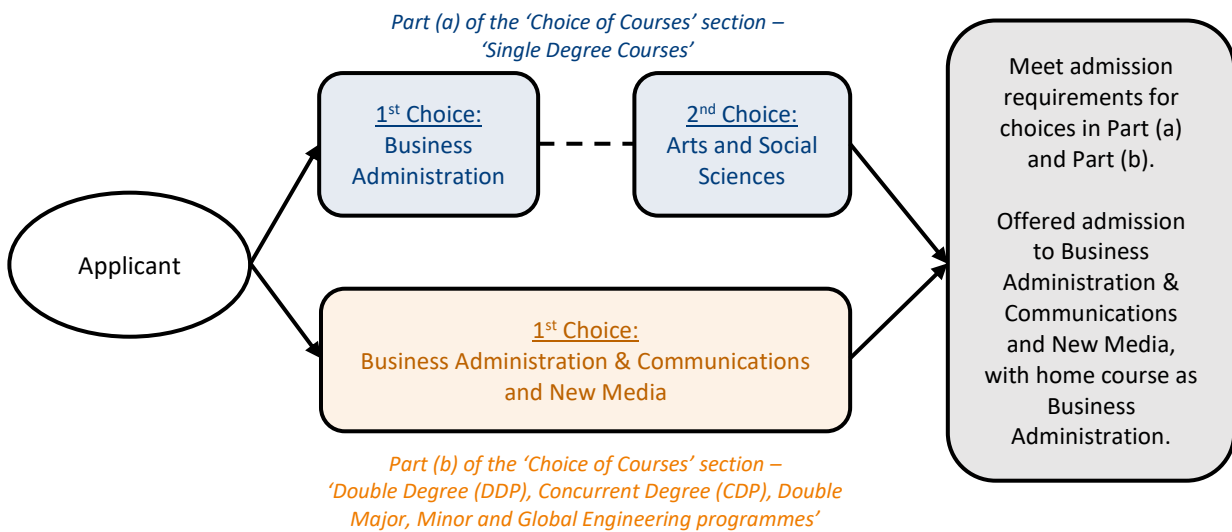 Part (a) of the ‘Choice of Courses’ section –
‘Single Degree Courses’
Applicant
1st Choice:
Business
Administration
2nd Choice:
Arts and Social
Sciences
1st Choice:
Business Administration & Communications
and New Media
Part (b) of the ‘Choice of Courses’ section –
‘Double Degree (DDP), Concurrent Degree (CDP), Double
Major, Minor and Global Engineering programmes’
Meet admission
requirements for
choices in Part (a)
and Part (b).
Offered admission
to Business
Administration &
Communications
and New Media,
with home course as
Business
Administration.